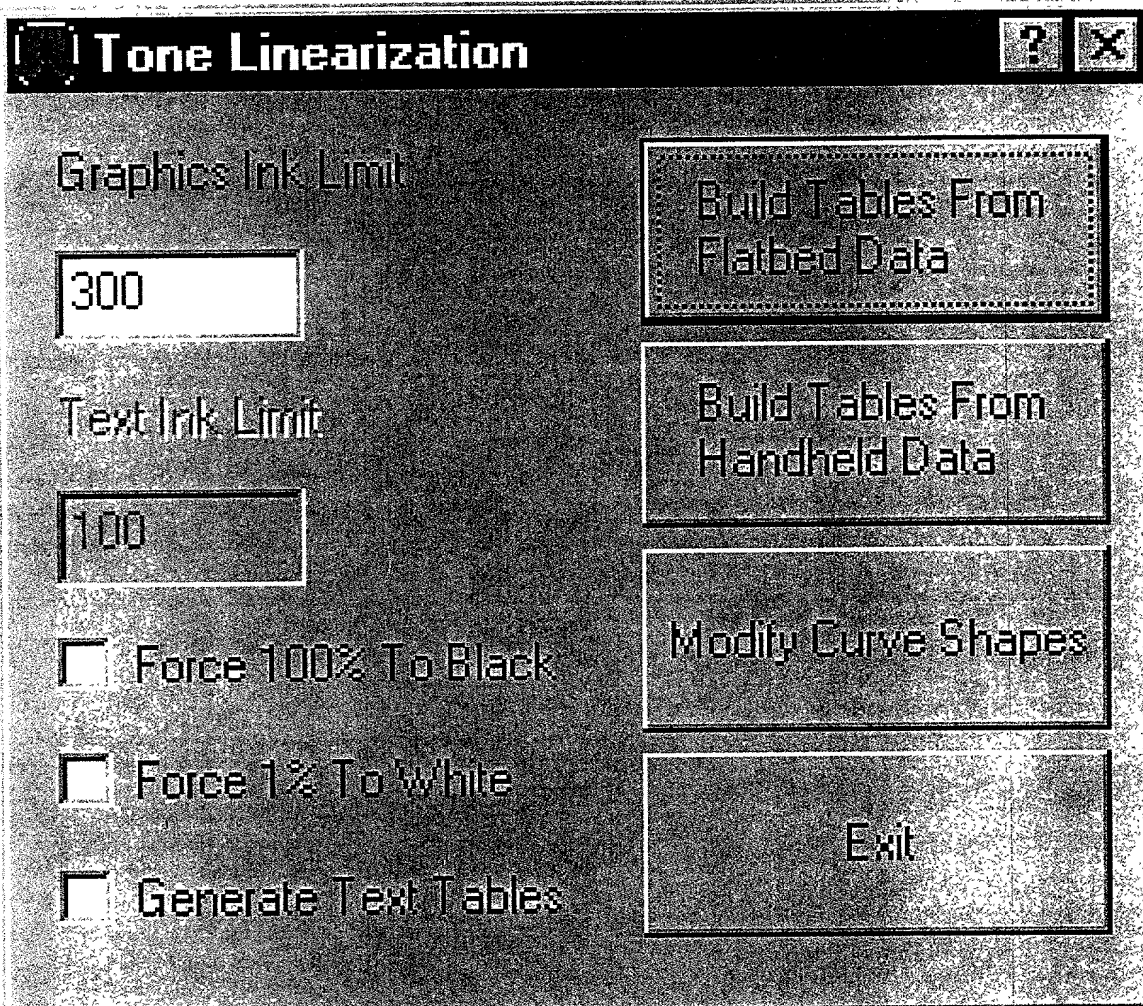 Tone Linearization
?
X
Graphics Ink Limit
300
Text Ink Limit
100
Force 100% To Black
Force 1% To White
Generate Text Tables
Build Tables From
Flatbed Data
Build Tables From
Handheld Data
Modify Curve Shapes
Exit